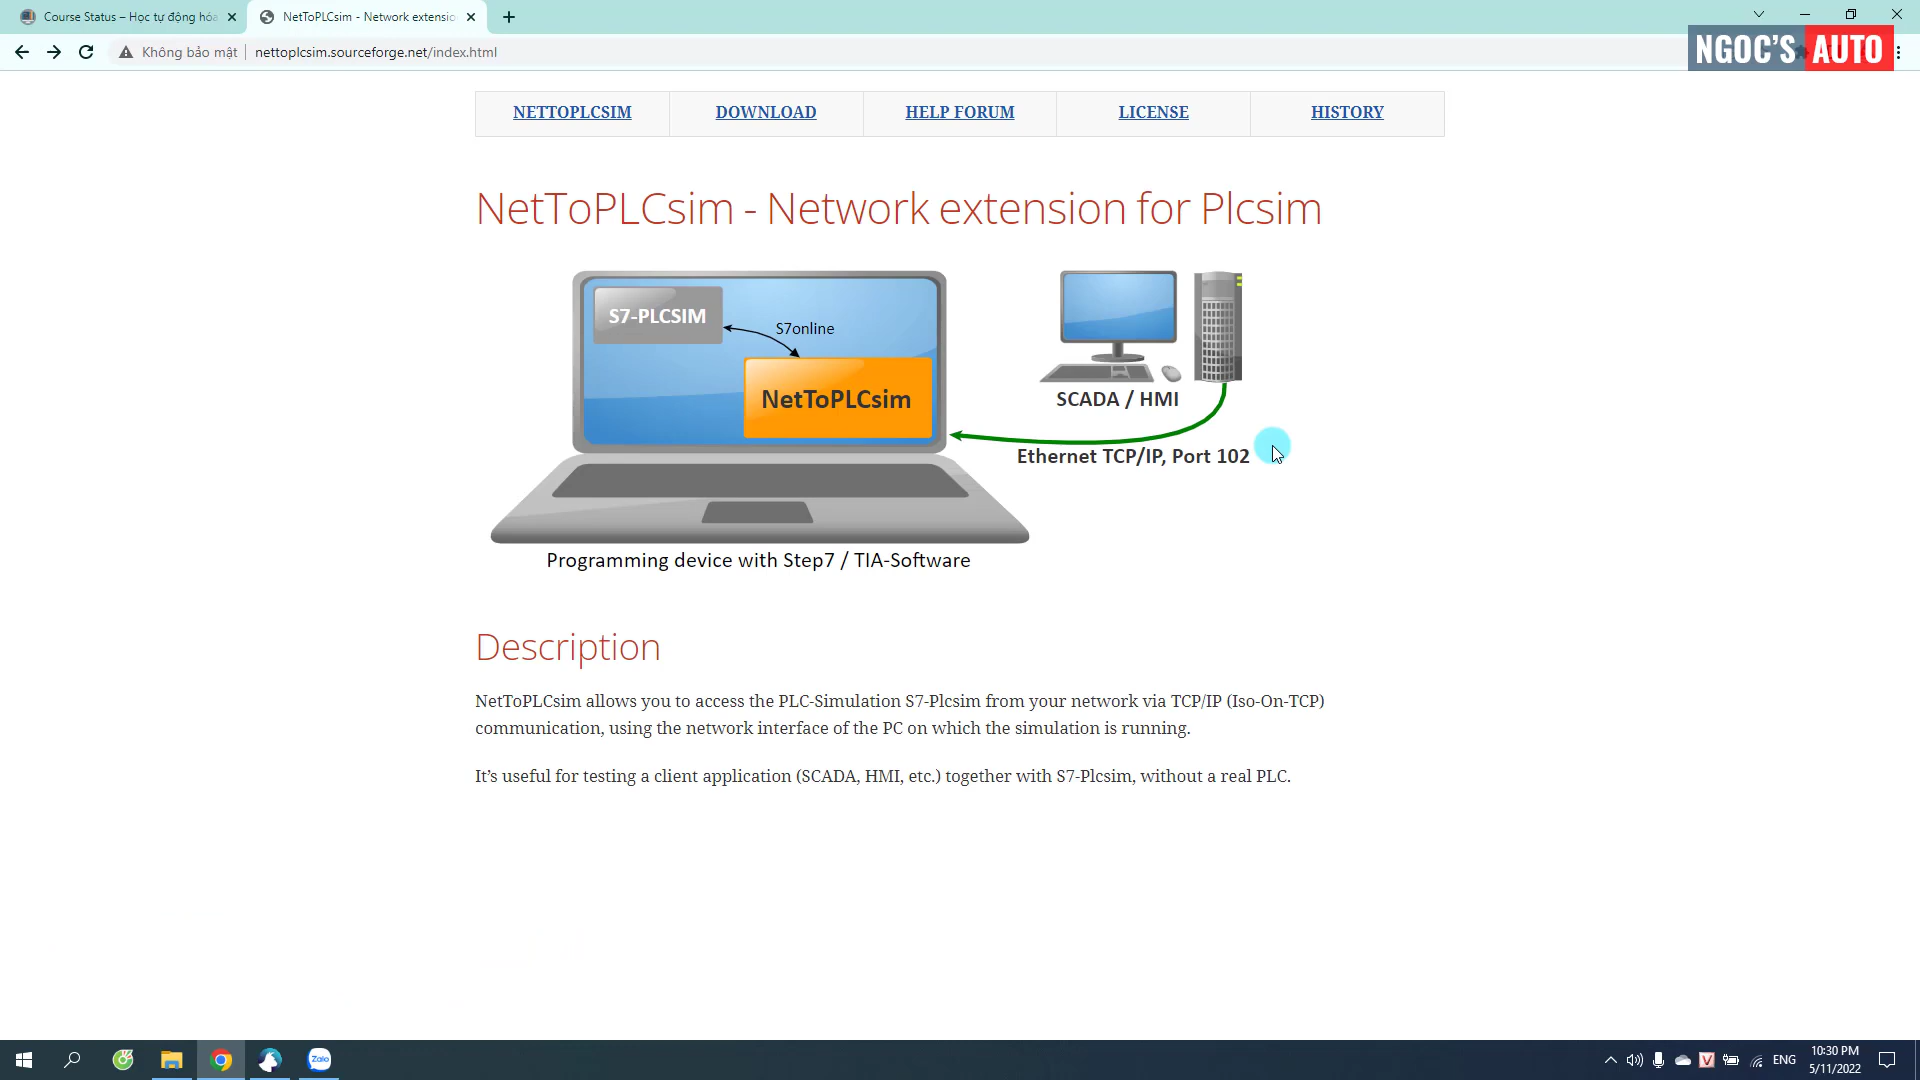 Course Status – Học tự động hóa
NetToPLCsim - Network extensio
Không bảo mật
nettoplcsim.sourceforge.net/index.html
NGOC'S AUTO
NETTOPLCSIM
DOWNLOAD
HELP FORUM
LICENSE
HISTORY
NetToPLCsim - Network extension for Plcsim
S7-PLCSIM
S7online
NetToPLCsim
SCADA / HMI
Ethernet TCP/IP, Port 102
Programming device with Step7 / TIA-Software
Description
NetToPLCsim allows you to access the PLC-Simulation S7-Plcsim from your network via TCP/IP (Iso-On-TCP)
communication, using the network interface of the PC on which the simulation is running.
It's useful for testing a client application (SCADA, HMI, etc.) together with S7-Plcsim, without a real PLC.
Zalo
V
ENG
10:30 PM
5/11/2022